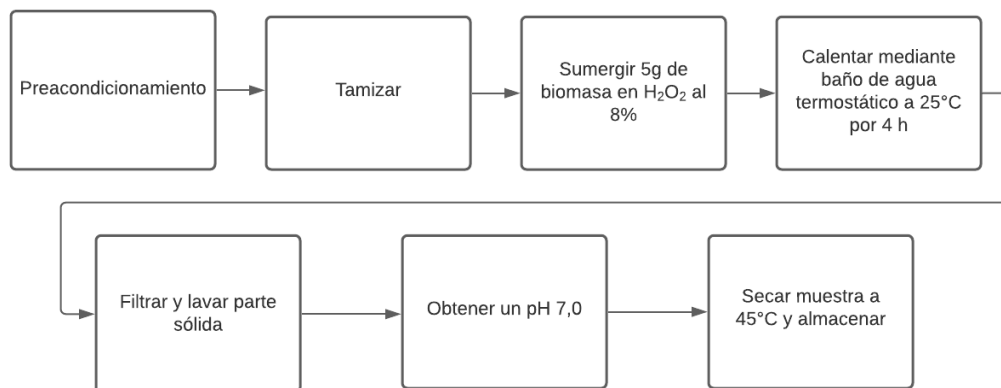 Preacondicionamiento
Tamizar
Sumergir 5g de
biomasa en H₂O₂ al
8%
Calentar mediante
baño de agua
termostático a 25°C
por 4 h
Filtrar y lavar parte
sólida
Obtener un pH 7,0
Secar muestra a
45°C y almacenar